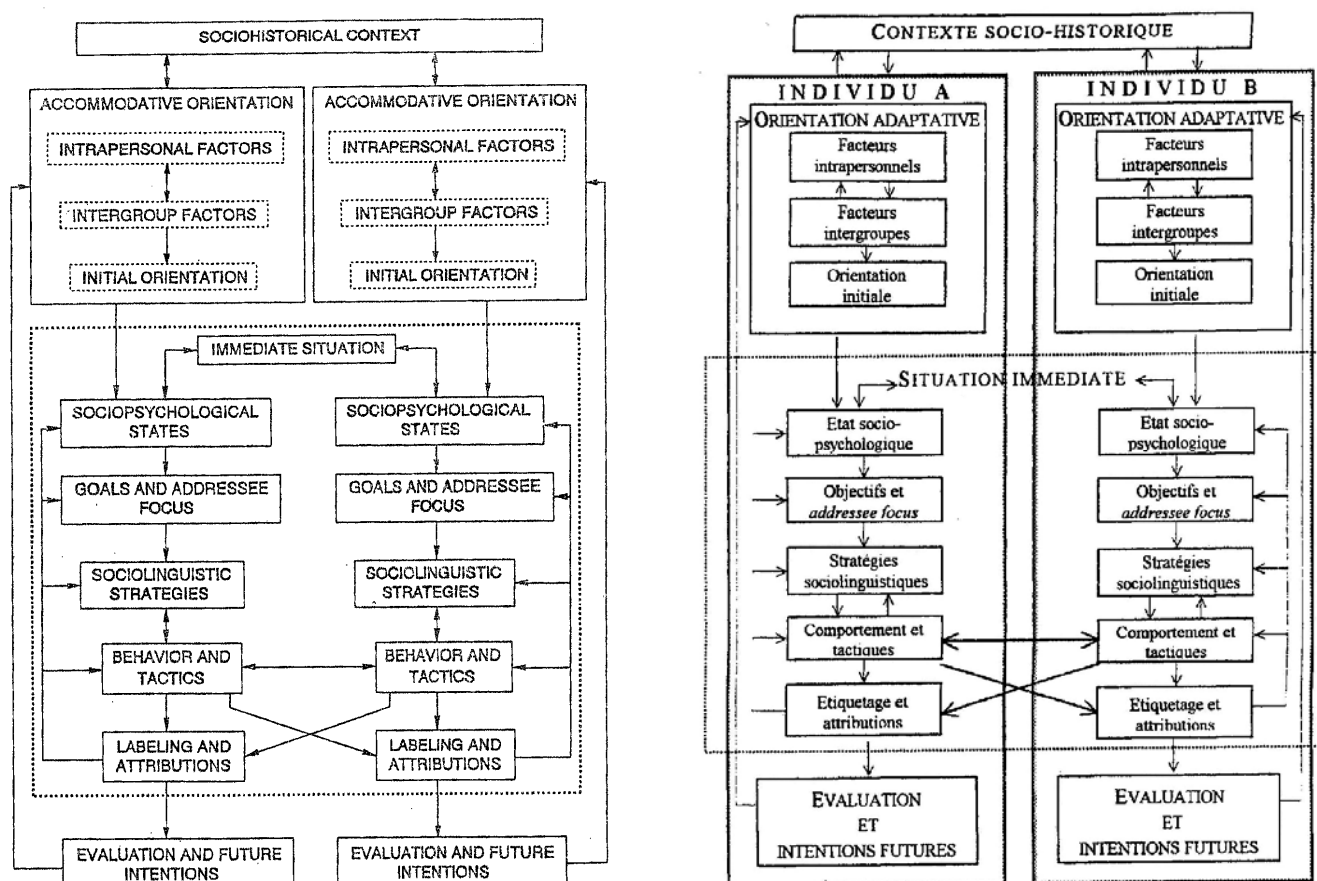 SOCIOHISTORICAL CONTEXT
ACCOMMODATIVE ORIENTATION
INTRAPERSONAL FACTORS
INTERGROUP FACTORS
INITIAL ORIENTATION
ACCOMMODATIVE ORIENTATION
INTRAPERSONAL FACTORS
INTERGROUP FACTORS
INITIAL ORIENTATION
IMMEDIATE SITUATION
SOCIOPSYCHOLOGICAL
STATES
GOALS AND ADDRESSEE
FOCUS
SOCIOLINGUISTIC
STRATEGIES
BEHAVIOR AND
TACTICS
LABELING AND
ATTRIBUTIONS
EVALUATION AND FUTURE
INTENTIONS
SOCIOPSYCHOLOGICAL
STATES
GOALS AND ADDRESSEE
FOCUS
SOCIOLINGUISTIC
STRATEGIES
BEHAVIOR AND
TACTICS
LABELING AND
ATTRIBUTIONS
EVALUATION AND FUTURE
INTENTIONS
CONTEXTE SOCIO-HISTORIQUE
INDIVIDU A
ORIENTATION ADAPTATIVE
Facteurs
intrapersonnels
Facteurs
intergroupes
Orientation
initiale
INDIVIDU B
ORIENTATION ADAPTATIVE
Facteurs
intrapersonnels
Facteurs
intergroupes
Orientation
initiale
SITUATION IMMEDIATE
Etat socio-
psychologique
Objectifs et
addressee focus
Stratégies
sociolinguistiques
Comportement et
tactiques
Etiquetage et
attributions
EVALUATION
ET
INTENTIONS FUTURES
Etat socio-
psychologique
Objectifs et
addressee focus
Stratégies
sociolinguistiques
Comportement et
tactiques
Etiquetage et
attributions
EVALUATION
ET
INTENTIONS FUTURES